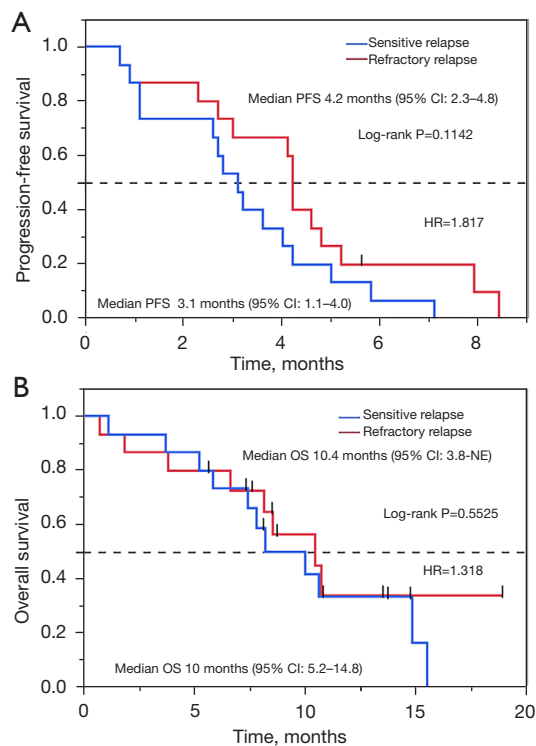 A
1.0
0.8
0.6
0.4
0.2
0.0
Progression-free survival
Sensitive relapse
Refractory relapse
Median PFS 4.2 months (95% CI: 2.3–4.8)
Log-rank P=0.1142
HR=1.817
Median PFS 3.1 months (95% CI: 1.1–4.0)
0 2 4 6 8
Time, months
B
1.0
0.8
0.6
0.4
0.2
0.0
Overall survival
Sensitive relapse
Refractory relapse
Median OS 10.4 months (95% CI: 3.8-NE)
Log-rank P=0.5525
HR=1.318
Median OS 10 months (95% CI: 5.2–14.8)
0 5 10 15 20
Time, months